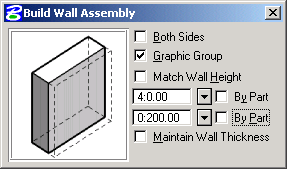 Build Wall Assembly
Both Sides
Graphic Group
Match Wall Height
4:0.00 By Part
0:200.00 By Part
Maintain Wall Thickness